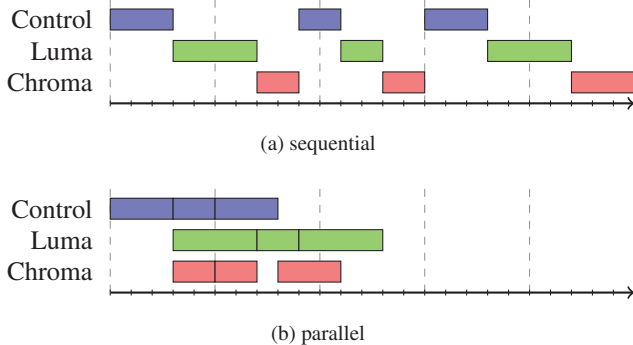 Control
Luma
Chroma
(a) sequential
Control
Luma
Chroma
(b) parallel